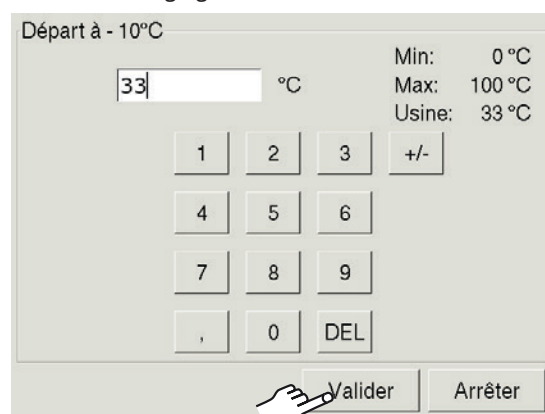 Départ à - 10°C
33 °C
Min: 0 °C
Max: 100 °C
Usine: 33 °C
1 2 3 +/-
4 5 6
7 8 9
, 0 DEL
Valider Arrêter